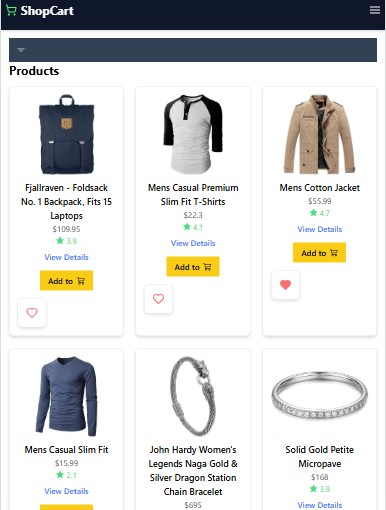 ShopCart
Products
Fjallraven - Foldsack
No. 1 Backpack, Fits 15
Laptops
$109.95
3.9
View Details
Add to
Mens Casual Premium
Slim Fit T-Shirts
$22.3
4.1
View Details
Add to
Mens Cotton Jacket
$55.99
4.7
View Details
Add to
Mens Casual Slim Fit
$15.99
2.1
View Details
John Hardy Women's
Legends Naga Gold &
Silver Dragon Station
Chain Bracelet
$695
Solid Gold Petite
Micropave
$168
3.9
View Details